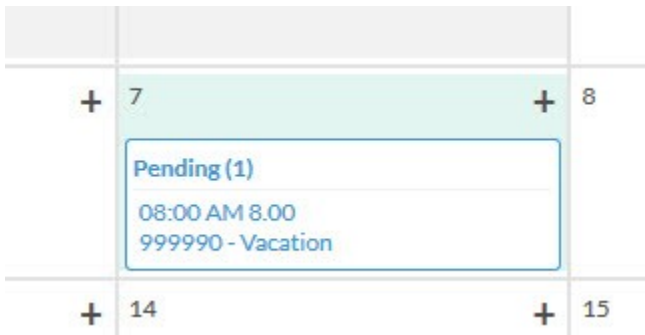 + 7 + 8
Pending (1)
08:00 AM 8.00
999990 - Vacation
+ 14 + 15